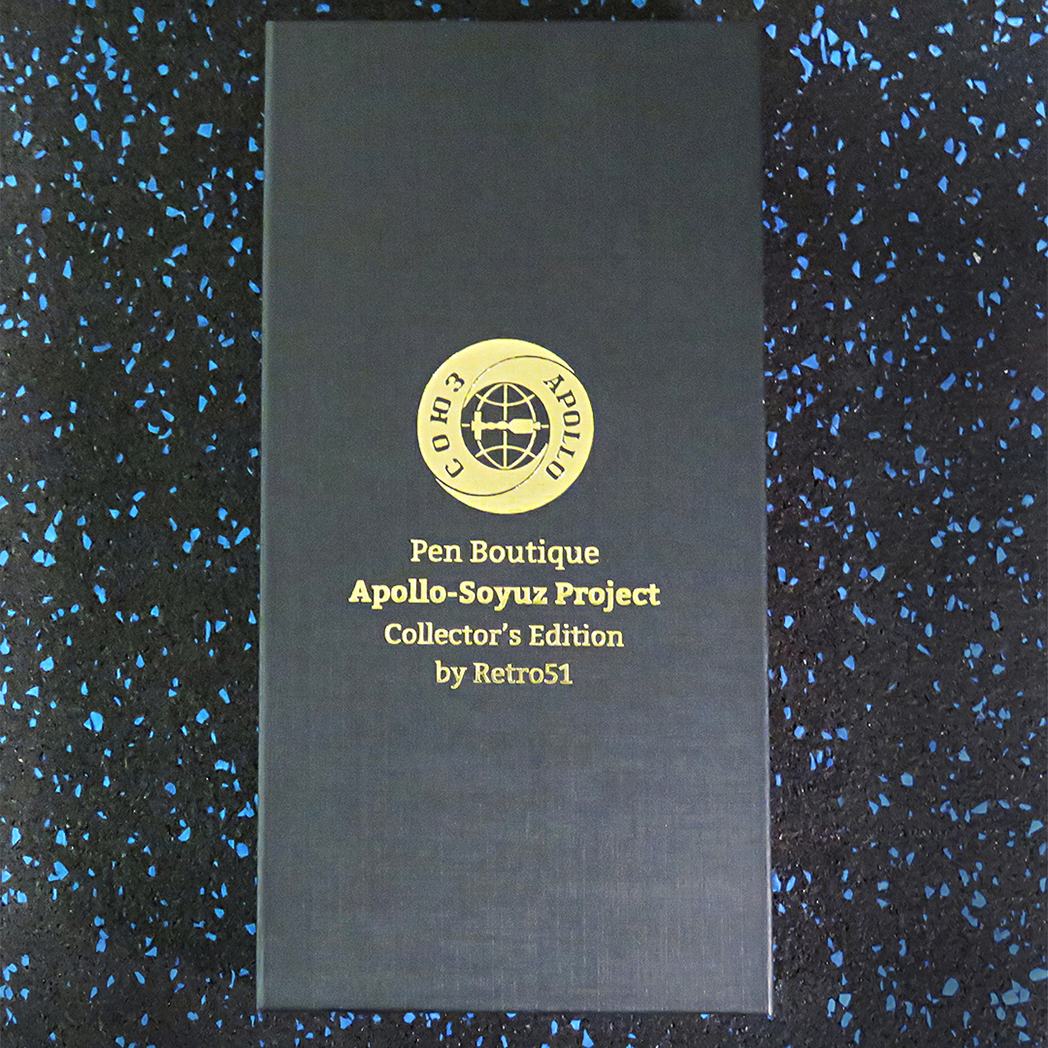 СОЮЗ
APOLLO
Pen Boutique
Apollo-Soyuz Project
Collector's Edition
by Retro51